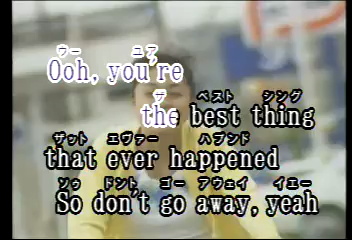 ウー ユア
Ooh, you're
ザ ベスト シング
the best thing
ザット エヴァー ハプンド
that ever happened
ソゥ ドント ゴー アウェイ イエー
So don't go away, yeah